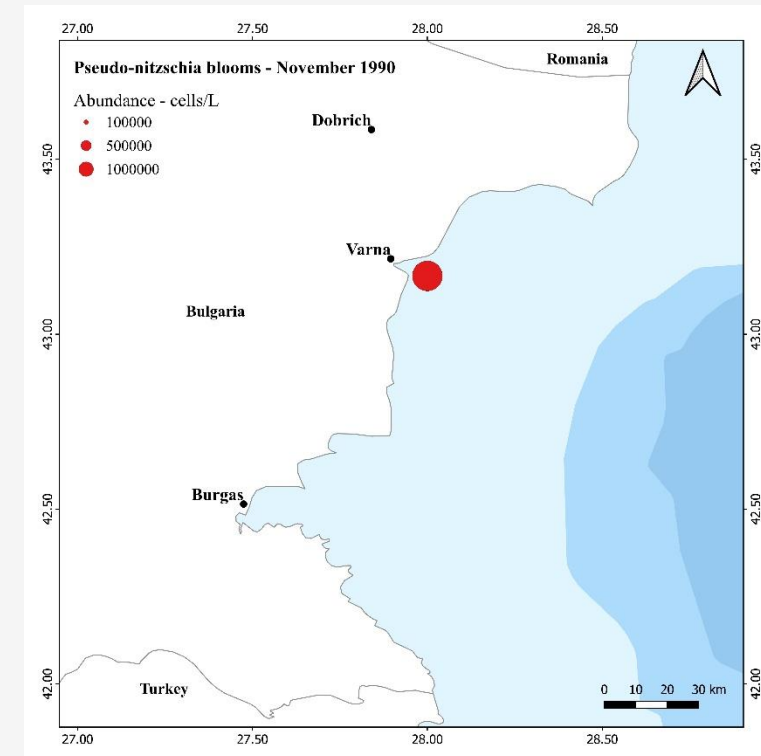 27.00 27.50 28.00 28.50
Pseudo-nitzschia blooms - November 1990
Romania
Abundance - cells/L
100000
500000
1000000
Dobrich
43.50 43.50
Varna
Bulgaria
43.00 43.00
Burgas
42.50 42.50
Turkey
42.00 42.00
0 10 20 30 km
27.00 27.50 28.00 28.50